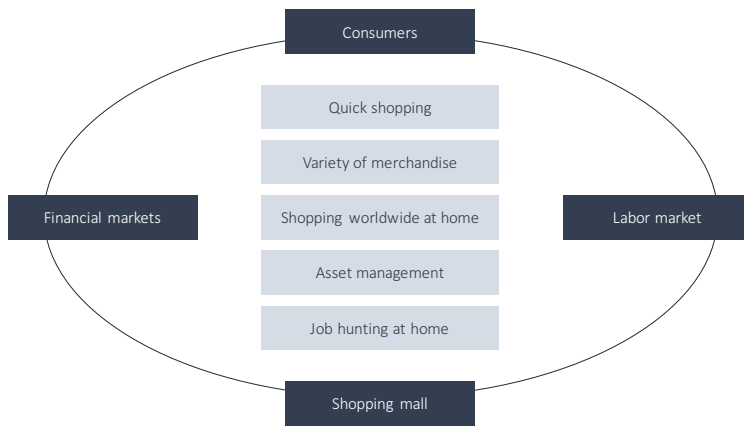 Consumers
Quick shopping
Variety of merchandise
Financial markets
Shopping worldwide at home
Labor market
Asset management
Job hunting at home
Shopping mall